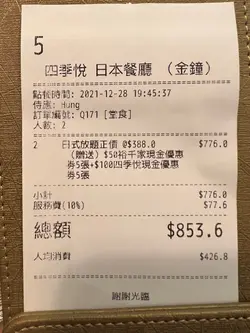 5
四季悅 日本餐廳 （金鐘）
點餐時間: 2021-12-28 19:45:37
侍應: Hung
訂單編號: Q171 [堂食]
人數: 2
2 日式放題正價 @$388.0 $776.0
（贈送）$50裕千家現金優惠
券5張+$100四季悅現金優惠
券5張
小計 $776.0
服務費(10%) $77.6
總額 $853.6
人均消費 $426.8
謝謝光臨